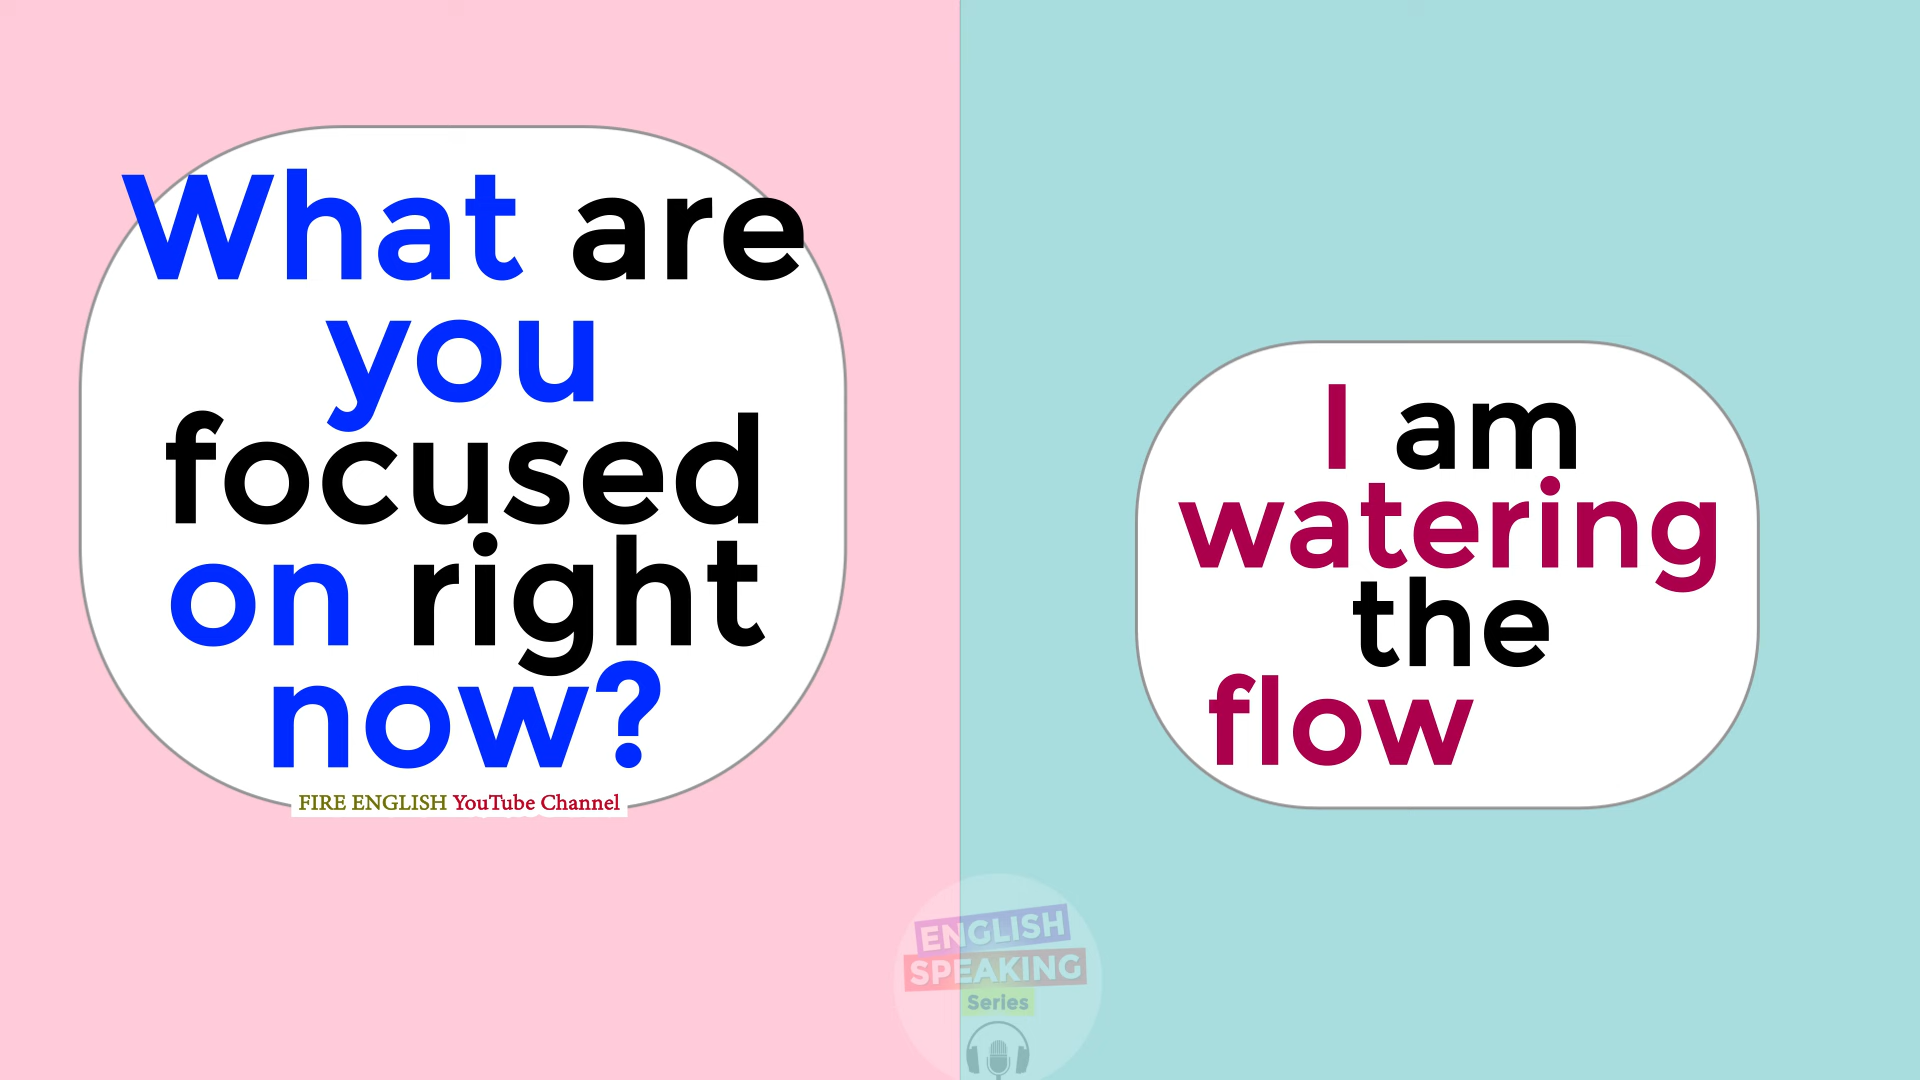 What are
you
focused
on right
now?
FIRE ENGLISH YouTube Channel
I am
watering
the
flow
ENGLISH
SPEAKING
Series